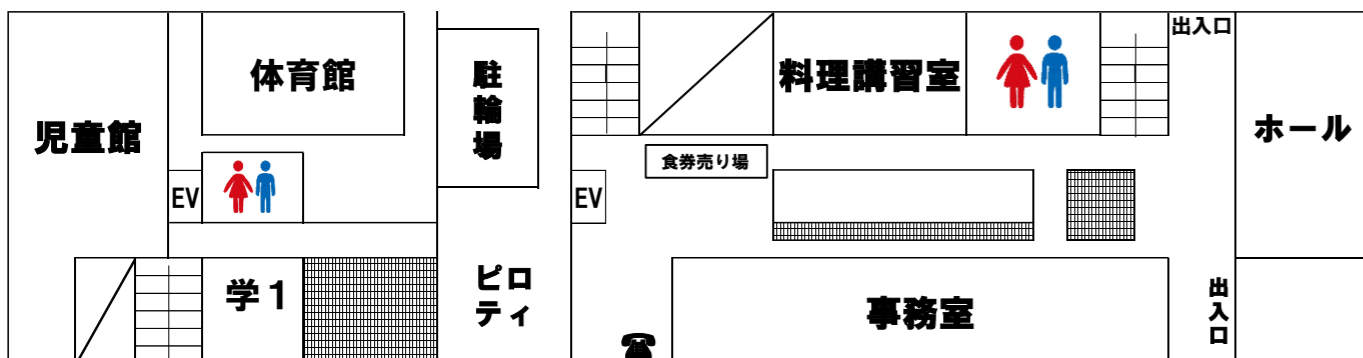 児童館
体育館
EV
学1
駐輪場
ピロティ
EV
食券売り場
料理講習室
事務室
出入口
ホール
出入口